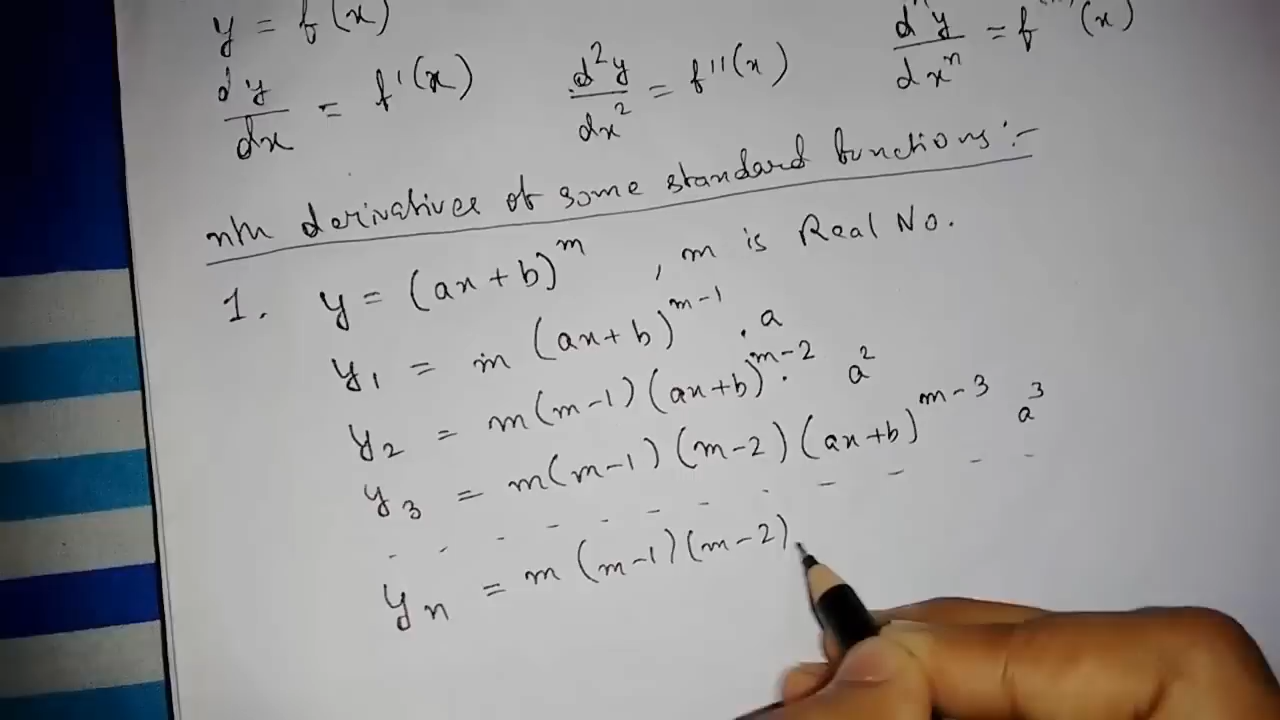 y = f(x)
dy/dx = f'(x) d²y/dx² = f''(x) dⁿy/dxⁿ = fⁿ(x)
nth derivatives of some standard functions :-
1. y = (ax+b)^m , m is Real No.
y₁ = m (ax+b)^(m-1) . a
y₂ = m(m-1)(ax+b)^(m-2) . a²
y₃ = m(m-1)(m-2)(ax+b)^(m-3) a³
- - - - - - - - - - - -
yₙ = m (m-1)(m-2)